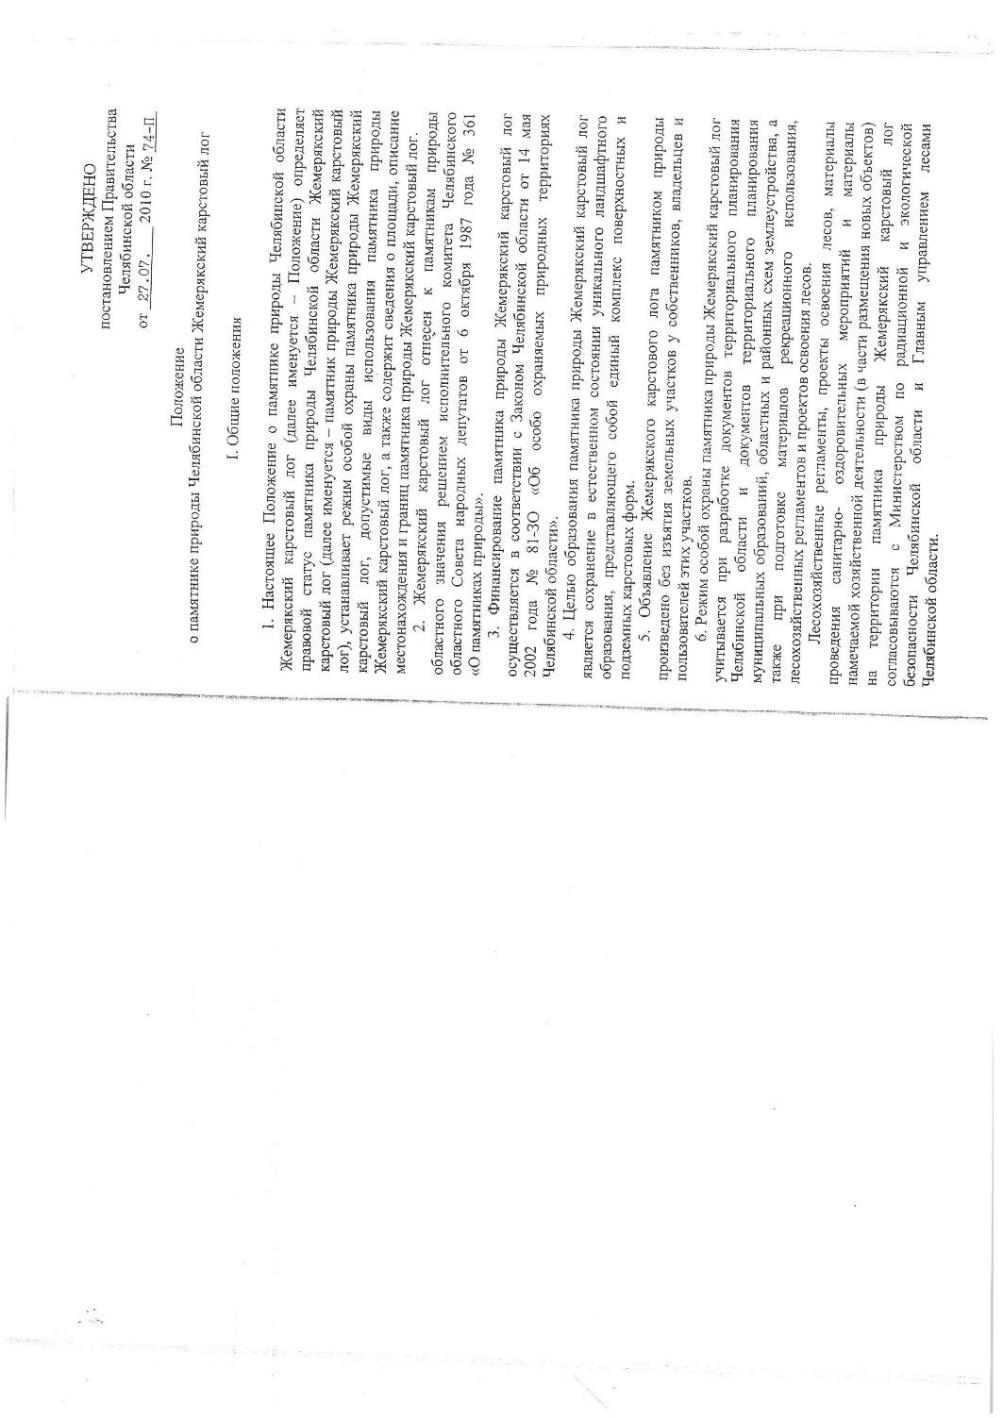 УТВЕРЖДЕНО
постановлением Правительства
Челябинской области
от 27.07. 2010 г. № 74-П
Положение
о памятнике природы Челябинской области Жемерякский карстовый лог
I. Общие положения
1. Настоящее Положение о памятнике природы Челябинской области
Жемерякский карстовый лог (далее именуется – Положение) определяет
правовой статус памятника природы Челябинской области Жемерякский
карстовый лог (далее именуется – памятник природы Жемерякский карстовый
лог), устанавливает режим особой охраны памятника природы Жемерякский
карстовый лог, допустимые виды использования памятника природы
Жемерякский карстовый лог, а также содержит сведения о площади, описание
местонахождения и границ памятника природы Жемерякский карстовый лог.
2. Жемерякский карстовый лог отнесен к памятникам природы
областного значения решением исполнительного комитета Челябинского
областного Совета народных депутатов от 6 октября 1987 года № 361
«О памятниках природы».
3. Финансирование памятника природы Жемерякский карстовый лог
осуществляется в соответствии с Законом Челябинской области от 14 мая
2002 года № 81-ЗО «Об особо охраняемых природных территориях
Челябинской области».
4. Целью образования памятника природы Жемерякский карстовый лог
является сохранение в естественном состоянии уникального ландшафтного
образования, представляющего собой единый комплекс поверхностных и
подземных карстовых форм.
5. Объявление Жемерякского карстового лога памятником природы
произведено без изъятия земельных участков у собственников, владельцев и
пользователей этих участков.
6. Режим особой охраны памятника природы Жемерякский карстовый лог
учитывается при разработке документов территориального планирования
Челябинской области и документов территориального планирования
муниципальных образований, областных и районных схем землеустройства, а
также при подготовке материалов рекреационного использования,
лесохозяйственных регламентов и проектов освоения лесов.
Лесохозяйственные регламенты, проекты освоения лесов, материалы
проведения санитарно- оздоровительных мероприятий и материалы
намечаемой хозяйственной деятельности (в части размещения новых объектов)
на территории памятника природы Жемерякский карстовый лог
согласовываются с Министерством по радиационной и экологической
безопасности Челябинской области и Главным управлением лесами
Челябинской области.